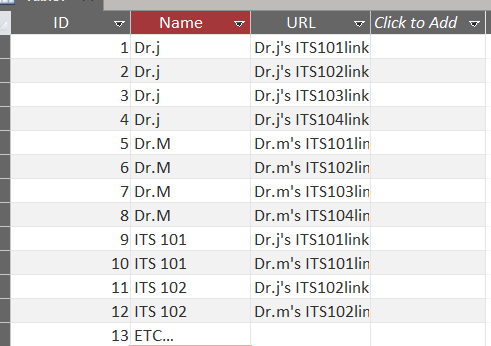 ID Name URL Click to Add
1 Dr.j Dr.j's ITS101link
2 Dr.j Dr.j's ITS102link
3 Dr.j Dr.j's ITS103link
4 Dr.j Dr.j's ITS104link
5 Dr.M Dr.m's ITS101lin
6 Dr.M Dr.m's ITS102lin
7 Dr.M Dr.m's ITS103lin
8 Dr.M Dr.m's ITS104lin
9 ITS 101 Dr.j's ITS101link
10 ITS 101 Dr.m's ITS101lin
11 ITS 102 Dr.j's ITS102link
12 ITS 102 Dr.m's ITS102lin
13 ETC...